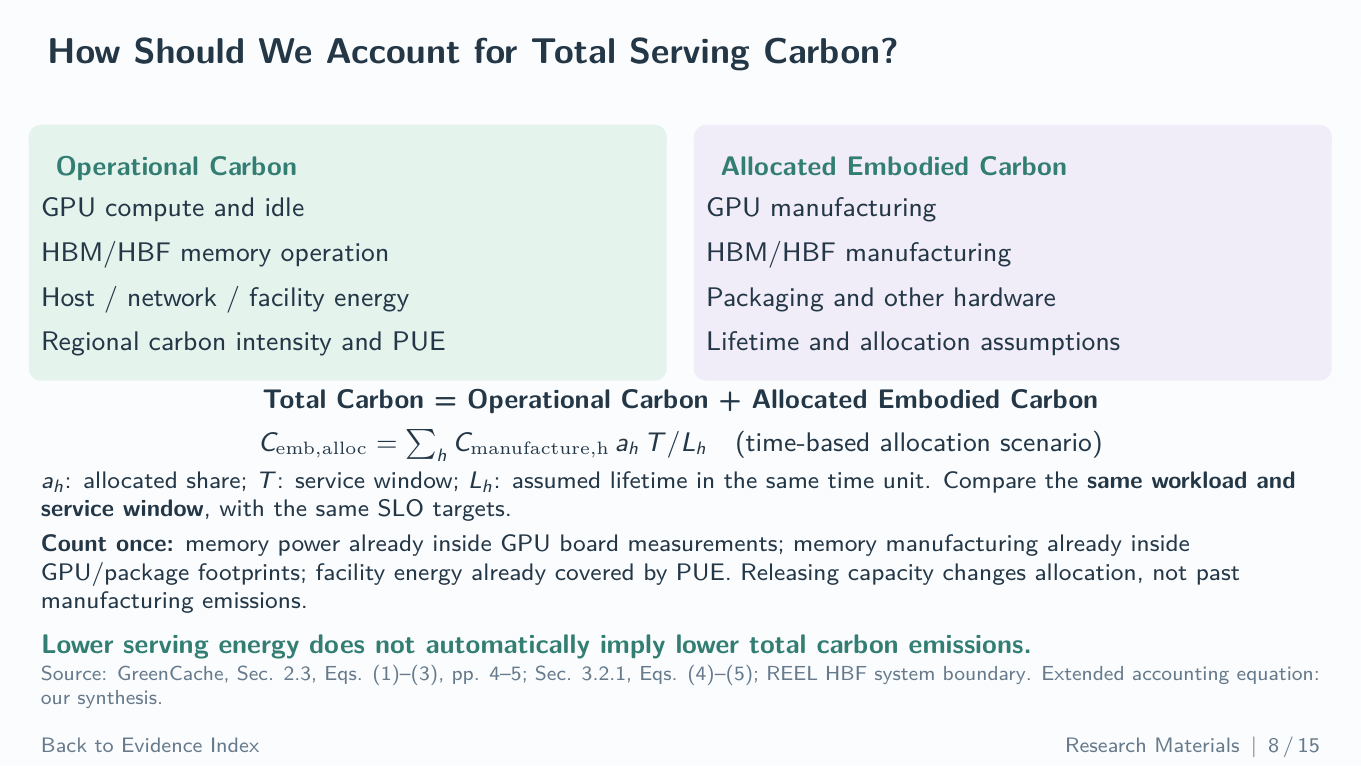 How Should We Account for Total Serving Carbon?
Operational Carbon
GPU compute and idle
HBM/HBF memory operation
Host / network / facility energy
Regional carbon intensity and PUE
Allocated Embodied Carbon
GPU manufacturing
HBM/HBF manufacturing
Packaging and other hardware
Lifetime and allocation assumptions
Total Carbon = Operational Carbon + Allocated Embodied Carbon
C_emb,alloc = ∑_h C_manufacture,h a_h T/L_h (time-based allocation scenario)
a_h: allocated share; T: service window; L_h: assumed lifetime in the same time unit. Compare the same workload and
service window, with the same SLO targets.
Count once: memory power already inside GPU board measurements; memory manufacturing already inside
GPU/package footprints; facility energy already covered by PUE. Releasing capacity changes allocation, not past
manufacturing emissions.
Lower serving energy does not automatically imply lower total carbon emissions.
Source: GreenCache, Sec. 2.3, Eqs. (1)–(3), pp. 4–5; Sec. 3.2.1, Eqs. (4)–(5); REEL HBF system boundary. Extended accounting equation:
our synthesis.
Back to Evidence Index
Research Materials | 8 / 15